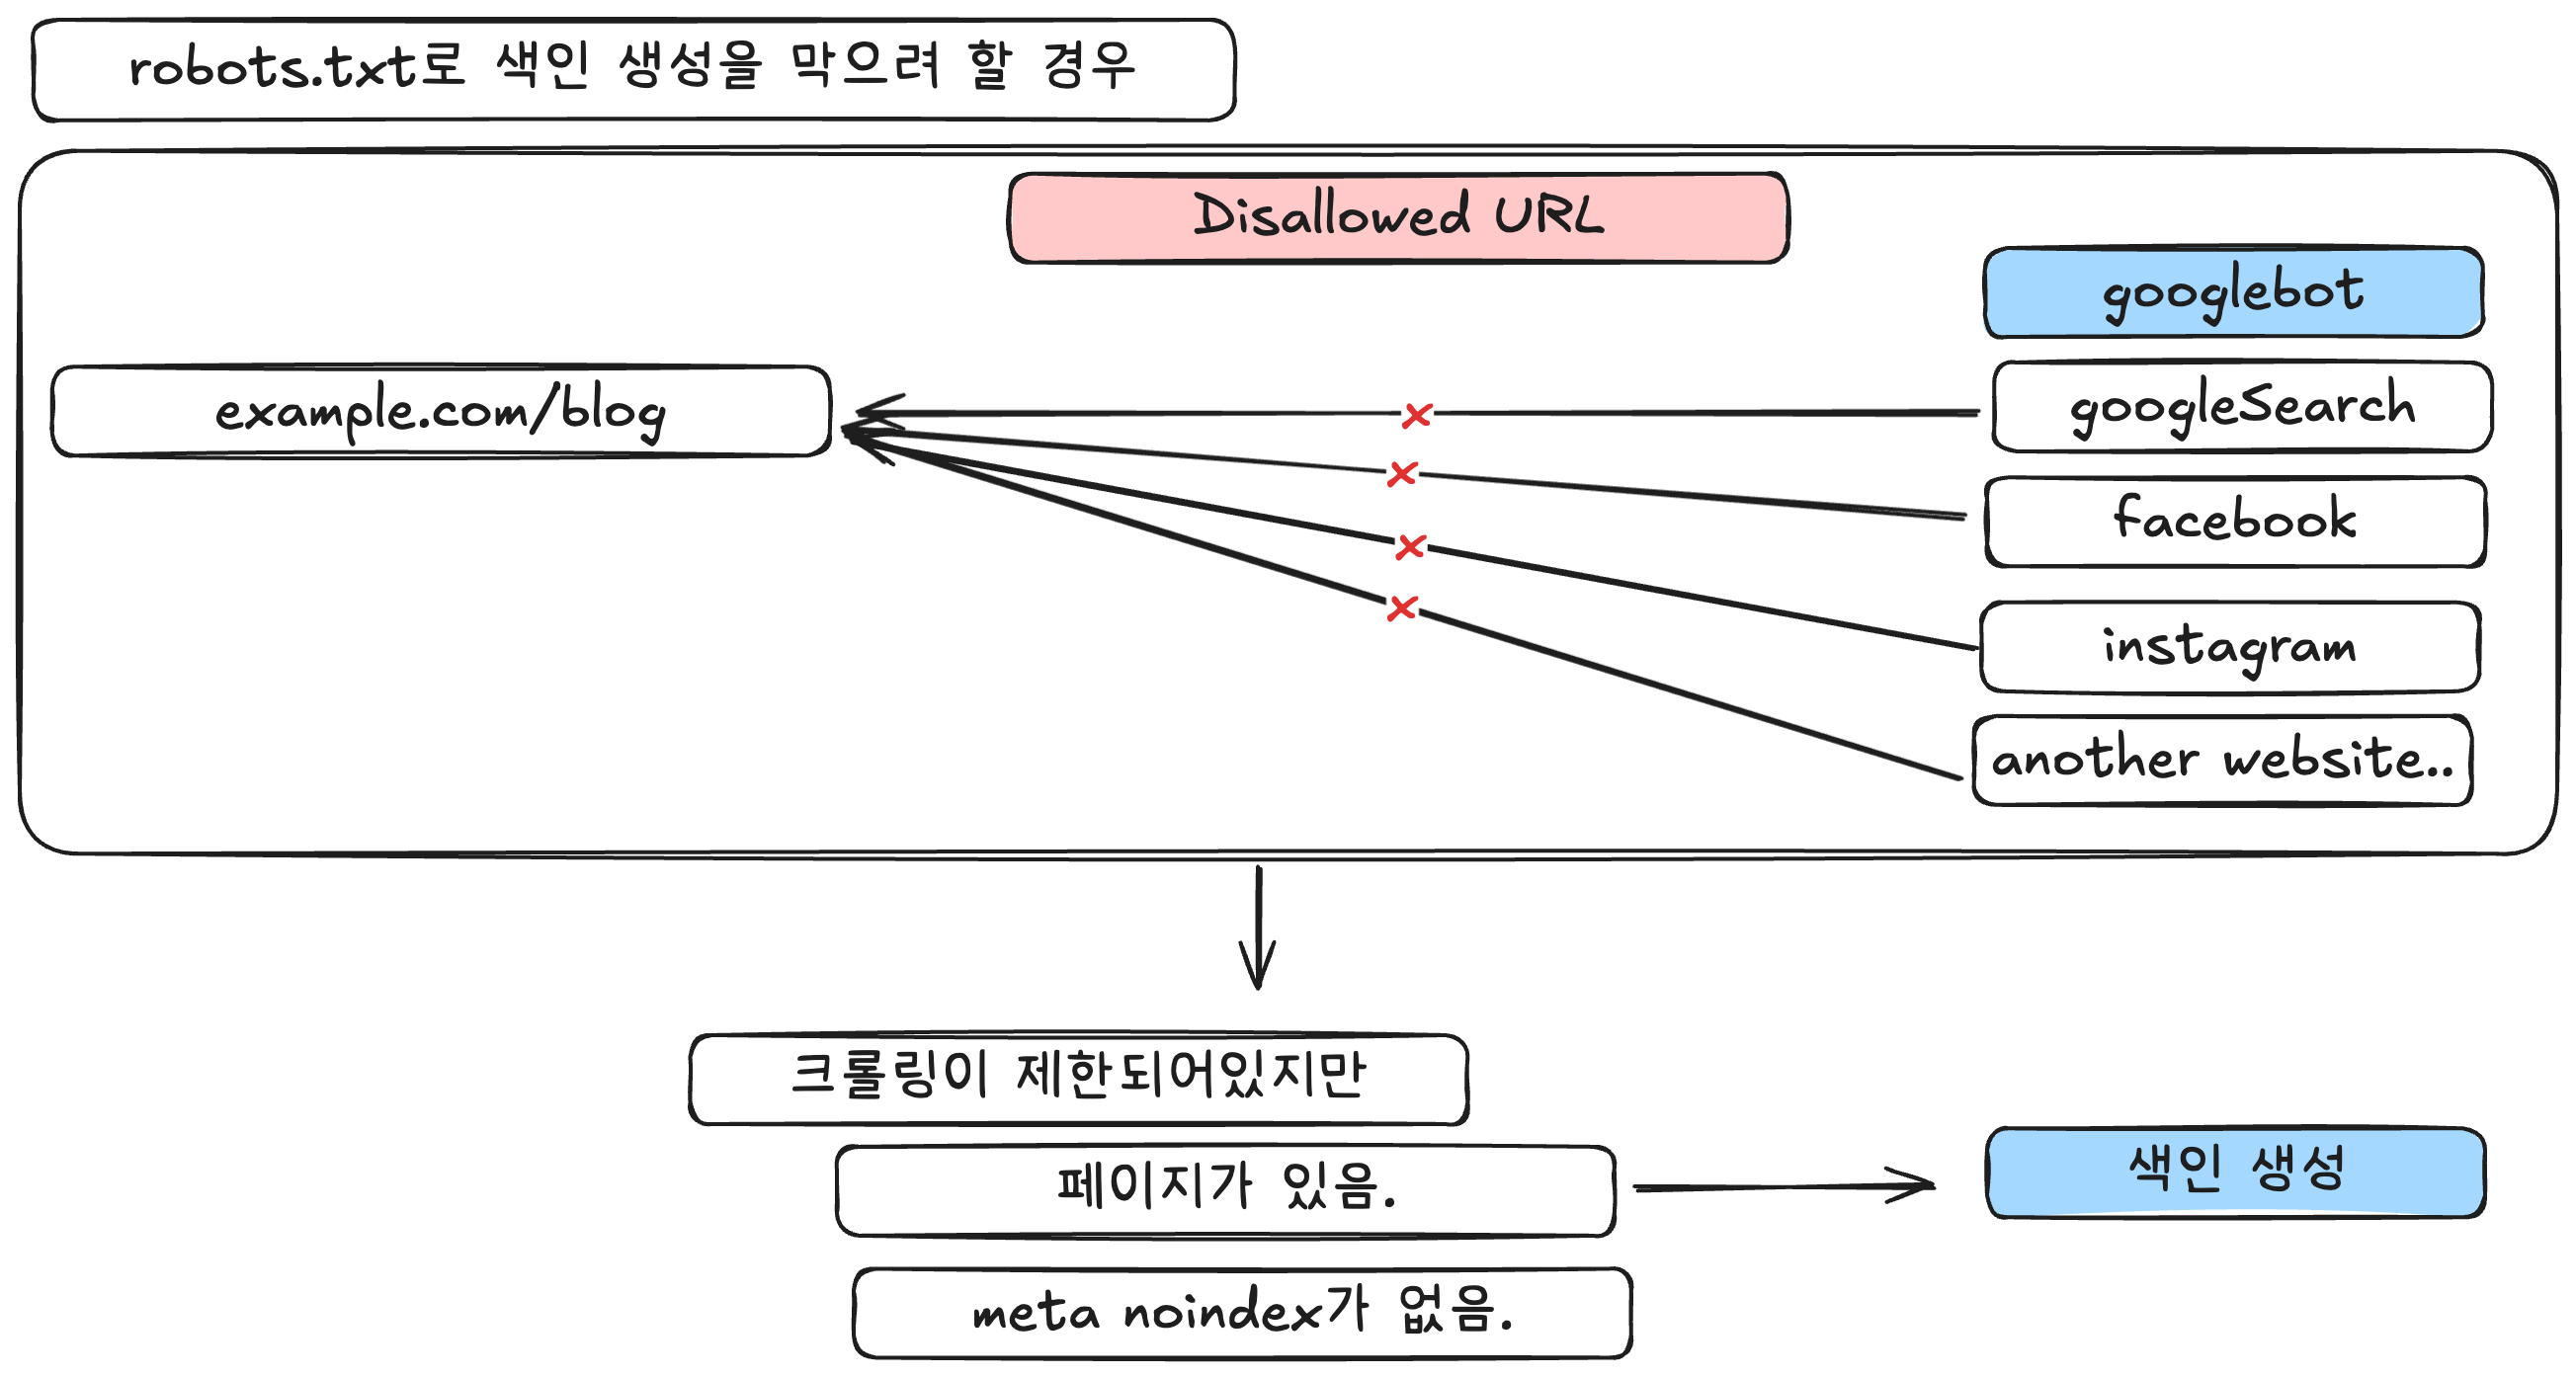 robots.txt로 색인 생성을 막으려 할 경우
Disallowed URL
googlebot
example.com/blog
googleSearch
facebook
instagram
another website..
크롤링이 제한되어있지만
페이지가 있음.
색인 생성
meta noindex가 없음.